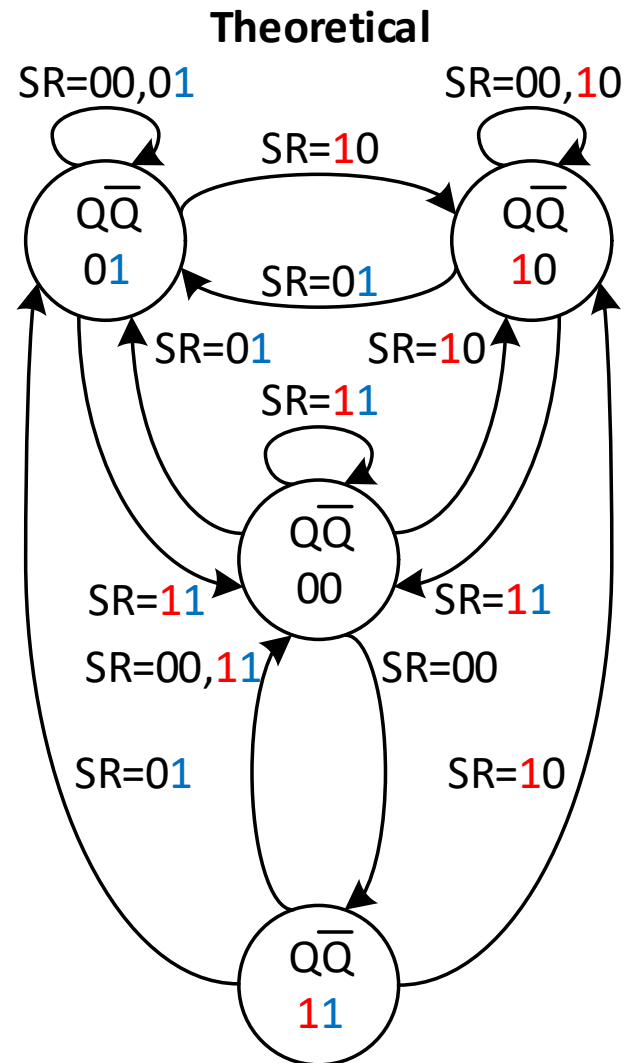 Theoretical
SR=00,01
SR=00,10
SR=10
QQ̅
01
QQ̅
10
SR=01
SR=01
SR=10
SR=11
QQ̅
00
SR=11
SR=11
SR=00,11
SR=00
SR=01
SR=10
QQ̅
11